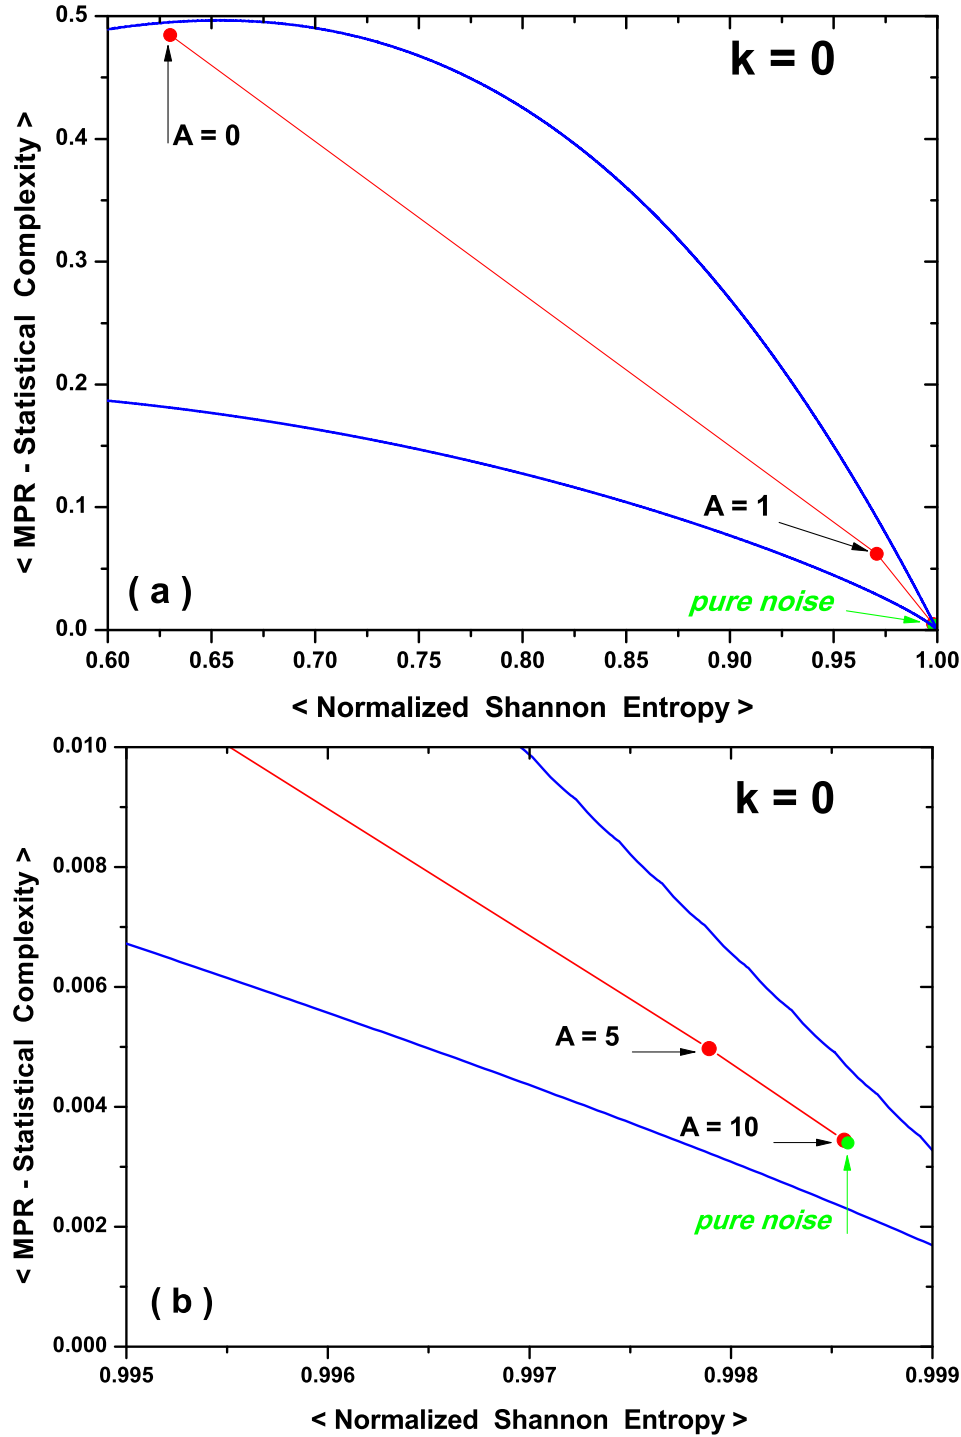 k = 0
< MPR - Statistical Complexity >
0.5
0.4
0.3
0.2
0.1
0.0
A = 0
A = 1
pure noise
( a )
0.60 0.65 0.70 0.75 0.80 0.85 0.90 0.95 1.00
< Normalized Shannon Entropy >
k = 0
< MPR - Statistical Complexity >
0.010
0.008
0.006
0.004
0.002
0.000
A = 5
A = 10
pure noise
( b )
0.995 0.996 0.997 0.998 0.999
< Normalized Shannon Entropy >